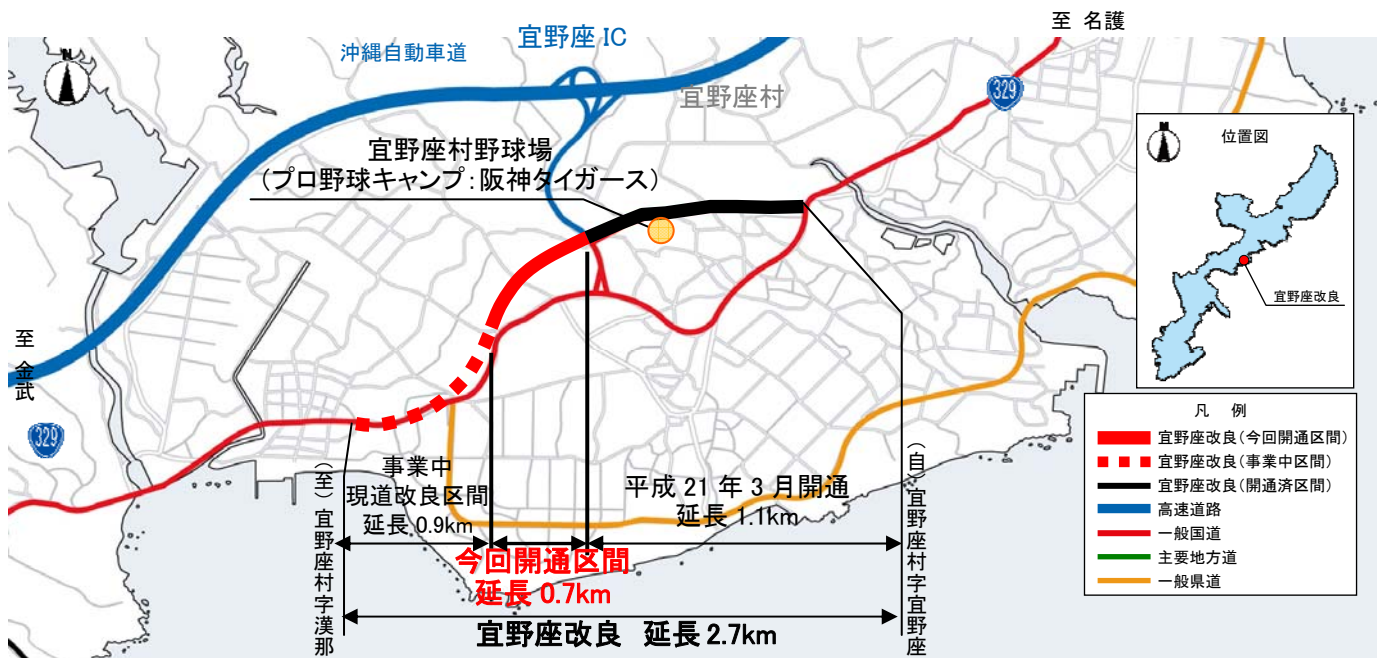 至 名護
宜野座 IC
沖縄自動車道
N
宜野座村
329
宜野座村野球場
(プロ野球キャンプ:阪神タイガース)
N
位置図
宜野座改良
至 金武
329
凡 例
宜野座改良(今回開通区間)
宜野座改良(事業中区間)
宜野座改良(開通済区間)
高速道路
一般国道
主要地方道
一般県道
事業中
現道改良区間
延長 0.9km
平成 21 年 3 月開通
延長 1.1km
今回開通区間
延長 0.7km
宜野座改良 延長 2.7km
(至)宜野座村字漢那
(自)宜野座村字宜野座